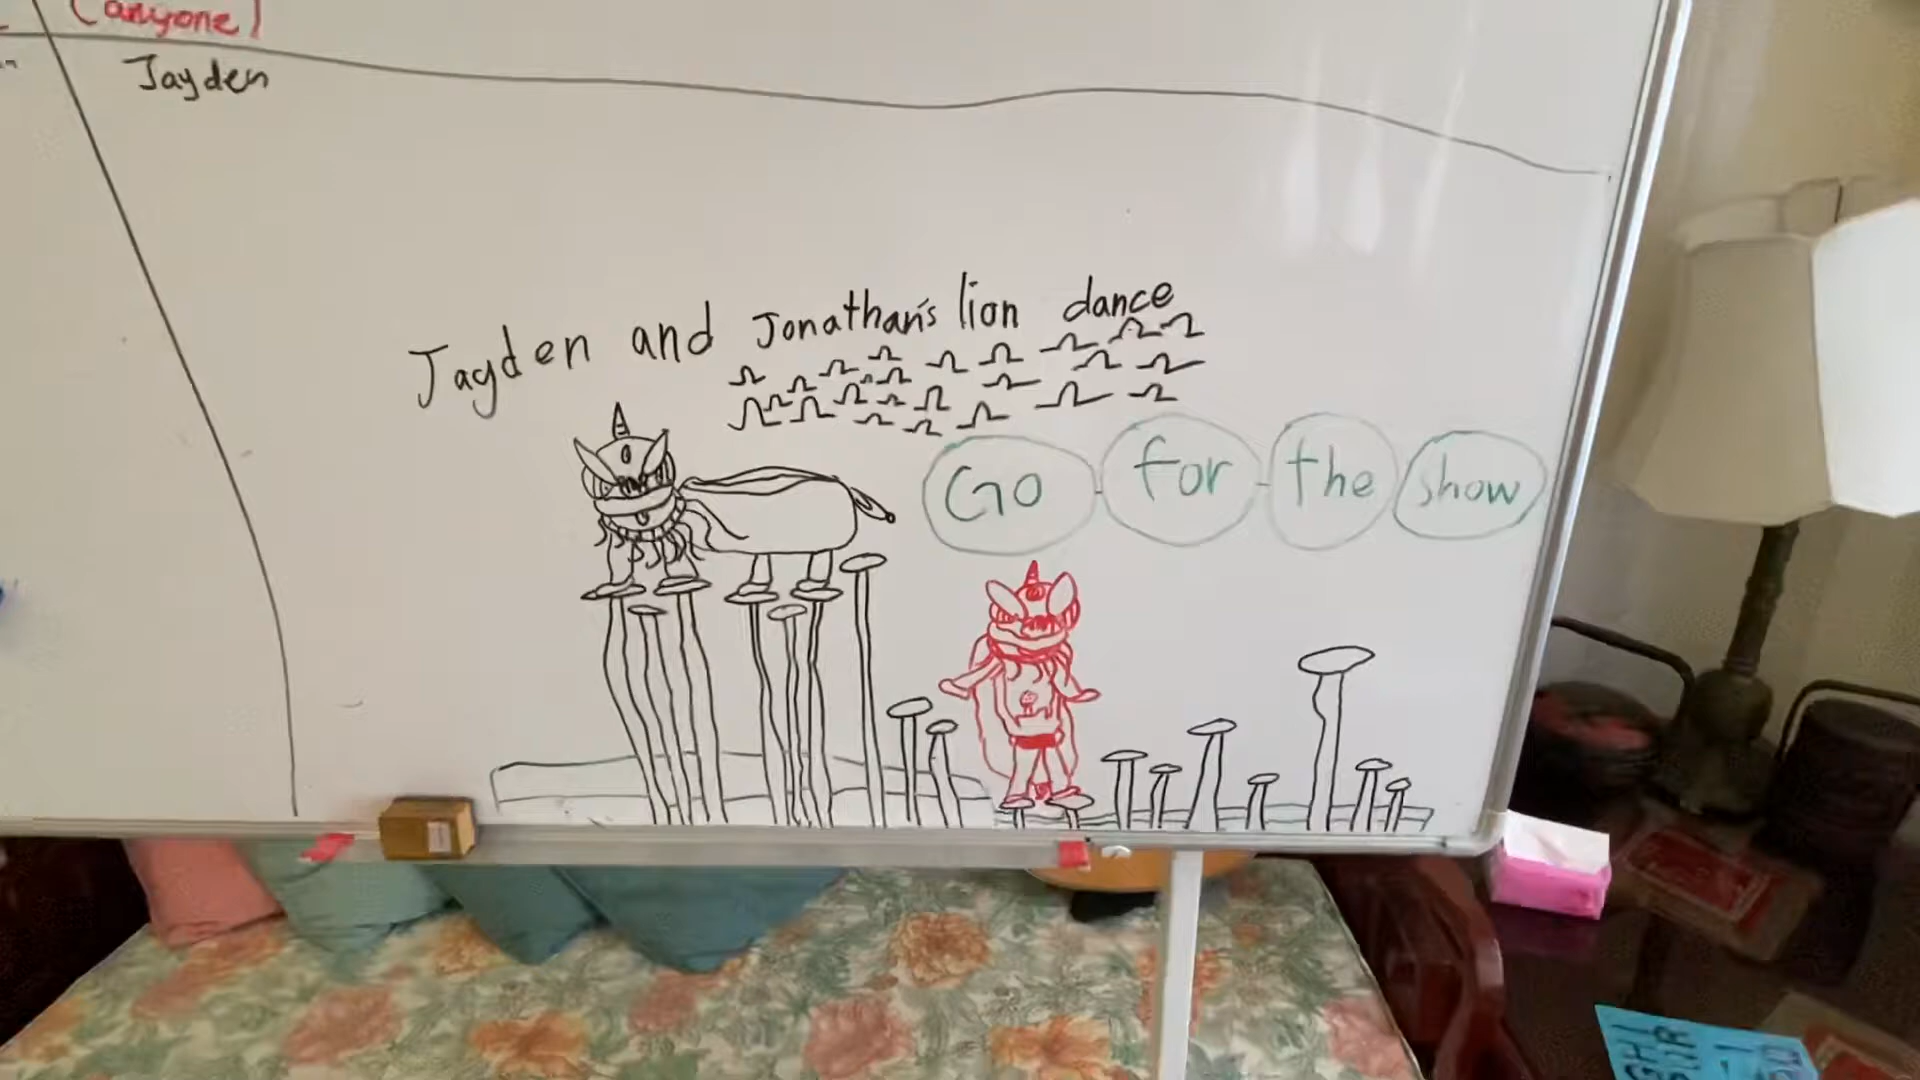 (anyone)
Jayden
Jayden and Jonathan's lion dance
Go for the show